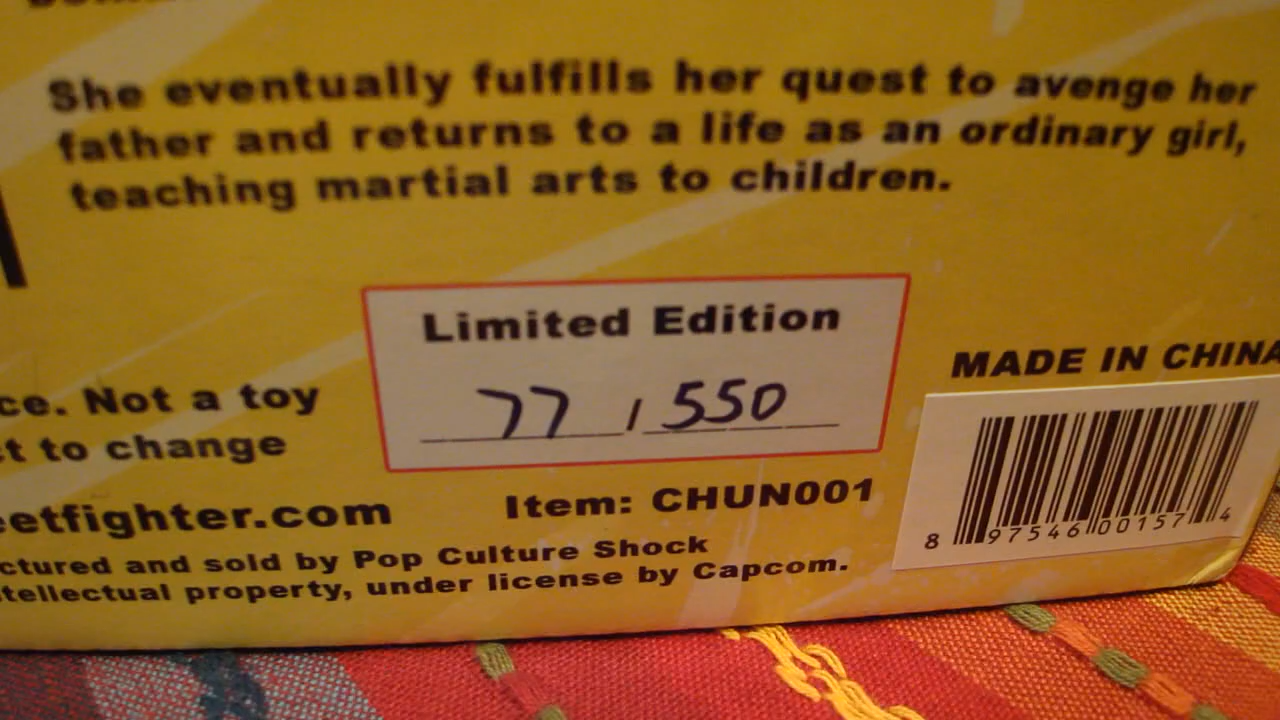 She eventually fulfills her quest to avenge her
father and returns to a life as an ordinary girl,
teaching martial arts to children.
Limited Edition
77 / 550
MADE IN CHINA
ce. Not a toy
ct to change
eetfighter.com
Item: CHUN001
8 97546 00157 4
ctured and sold by Pop Culture Shock
tellectual property, under license by Capcom.